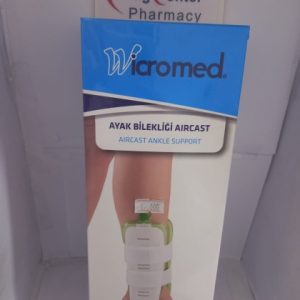 Pharmacy
Wicromed®
AYAK BİLEKLİĞİ AIRCAST
AIRCAST ANKLE SUPPORT